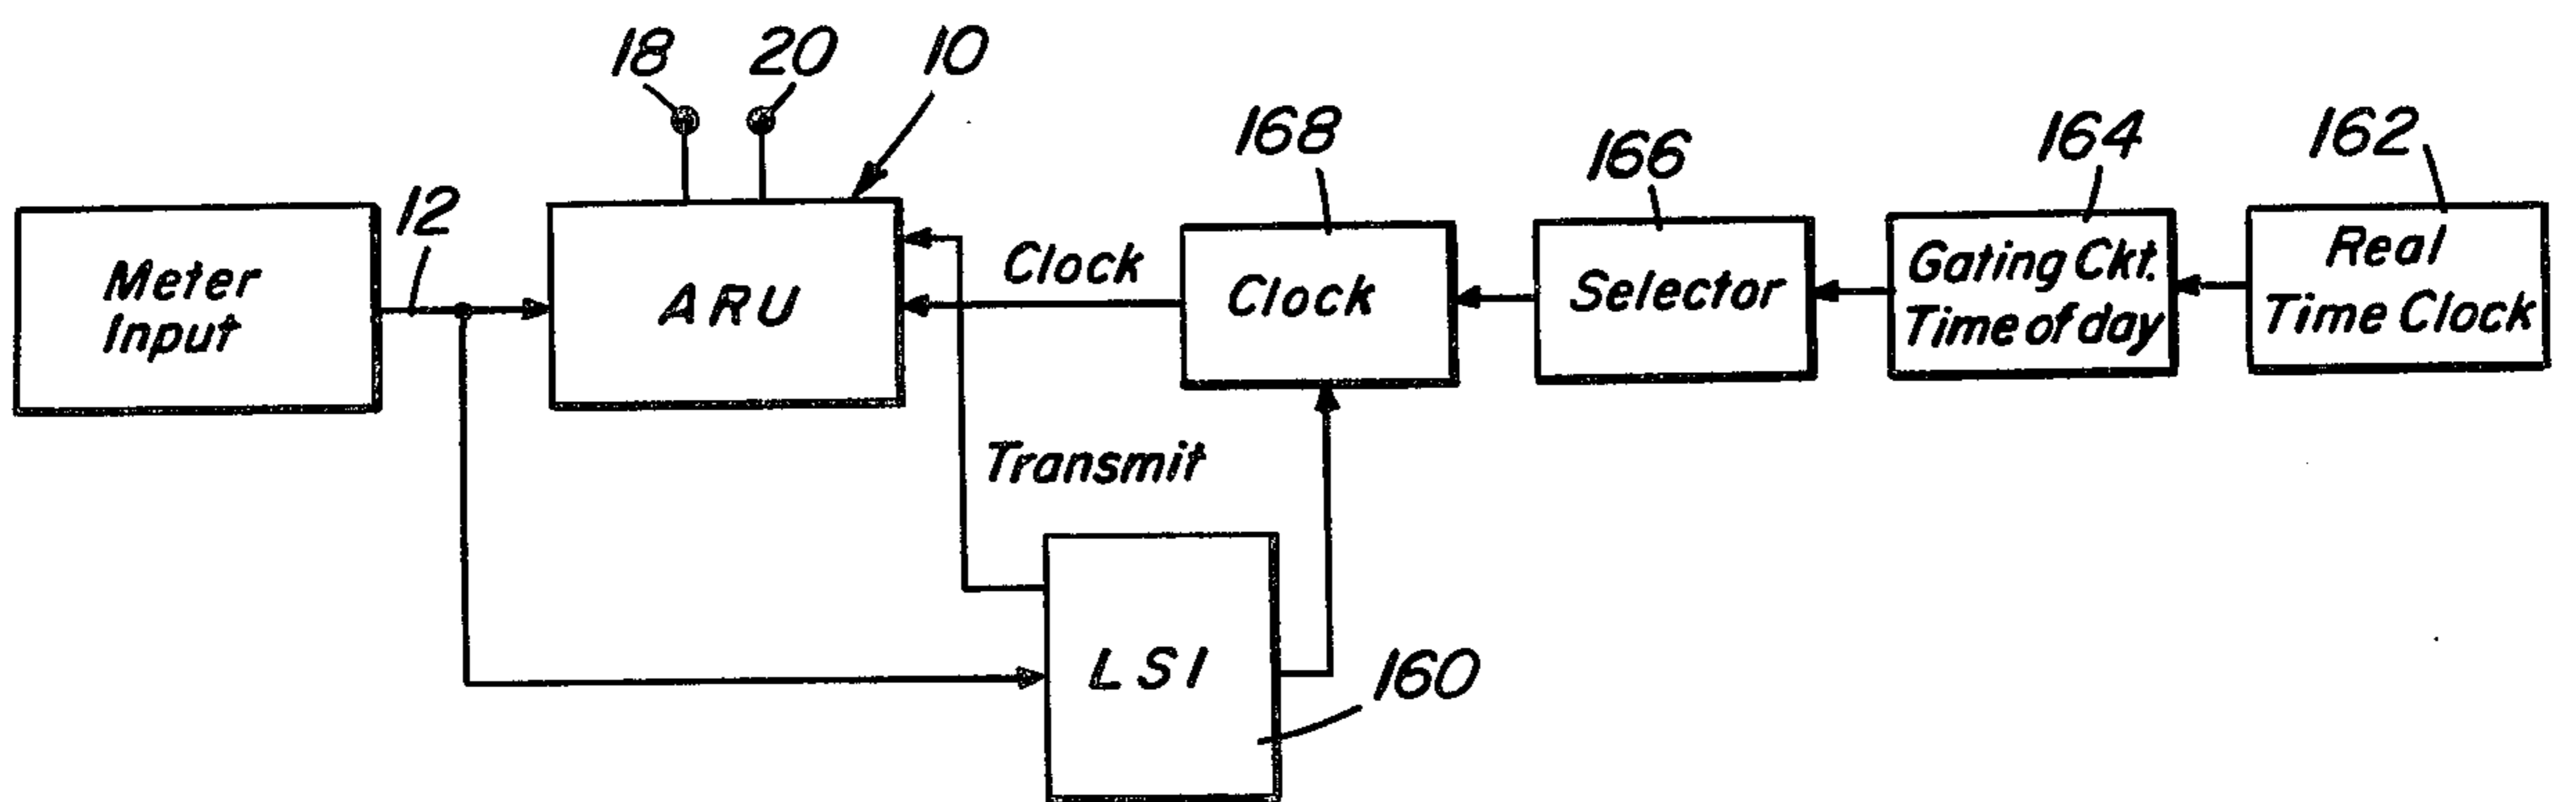 18 20 10
168
166
164
162
12
Meter
Input
ARU
Clock
Clock
Selector
Gating Ckt.
Time of day
Real
Time Clock
Transmit
LSI
160